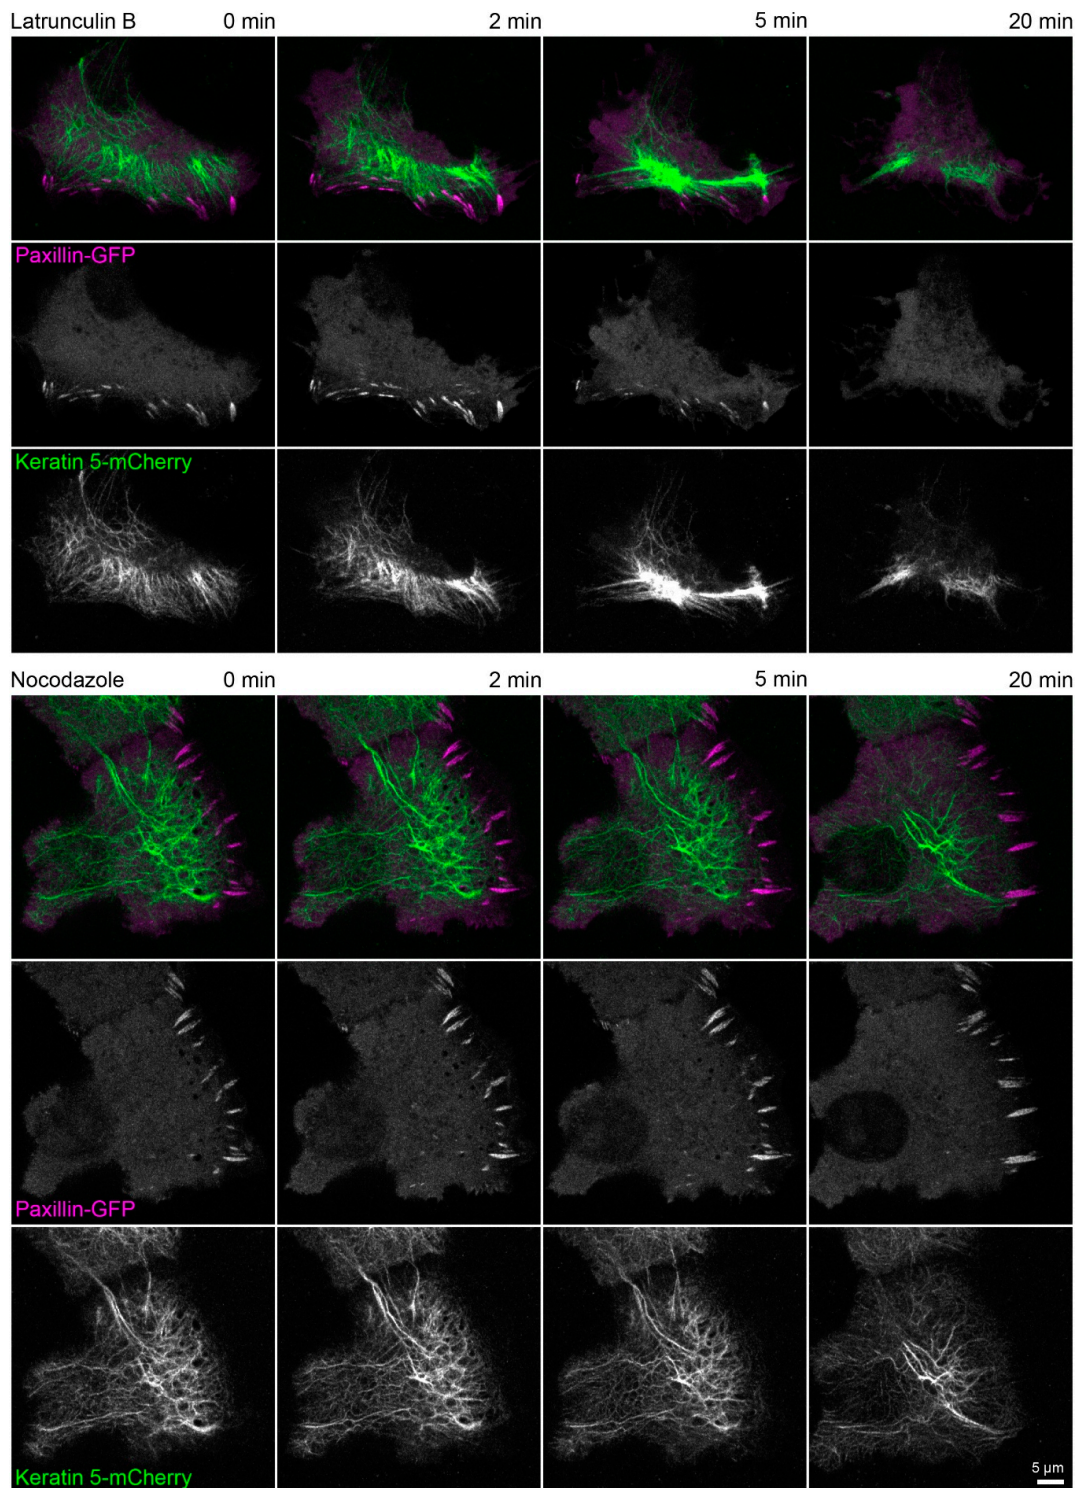 Latrunculin B 0 min 2 min 5 min 20 min
Paxillin-GFP
Keratin 5-mCherry
Nocodazole 0 min 2 min 5 min 20 min
Paxillin-GFP
5 µm
Keratin 5-mCherry